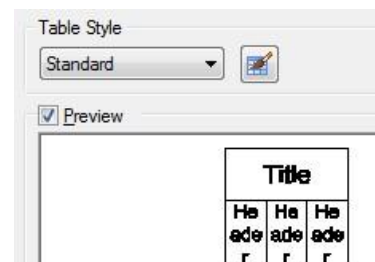 Table Style
Standard
Preview
Title
He He He
ade ade ade
r r r